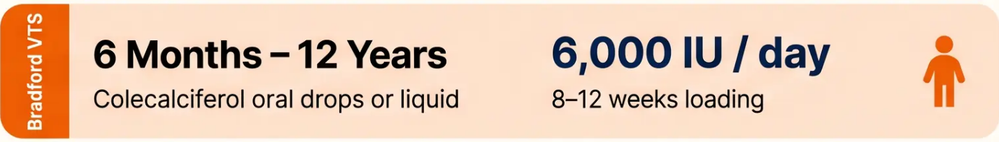 Bradford VTS
6 Months – 12 Years
Colecalciferol oral drops or liquid
6,000 IU / day
8–12 weeks loading